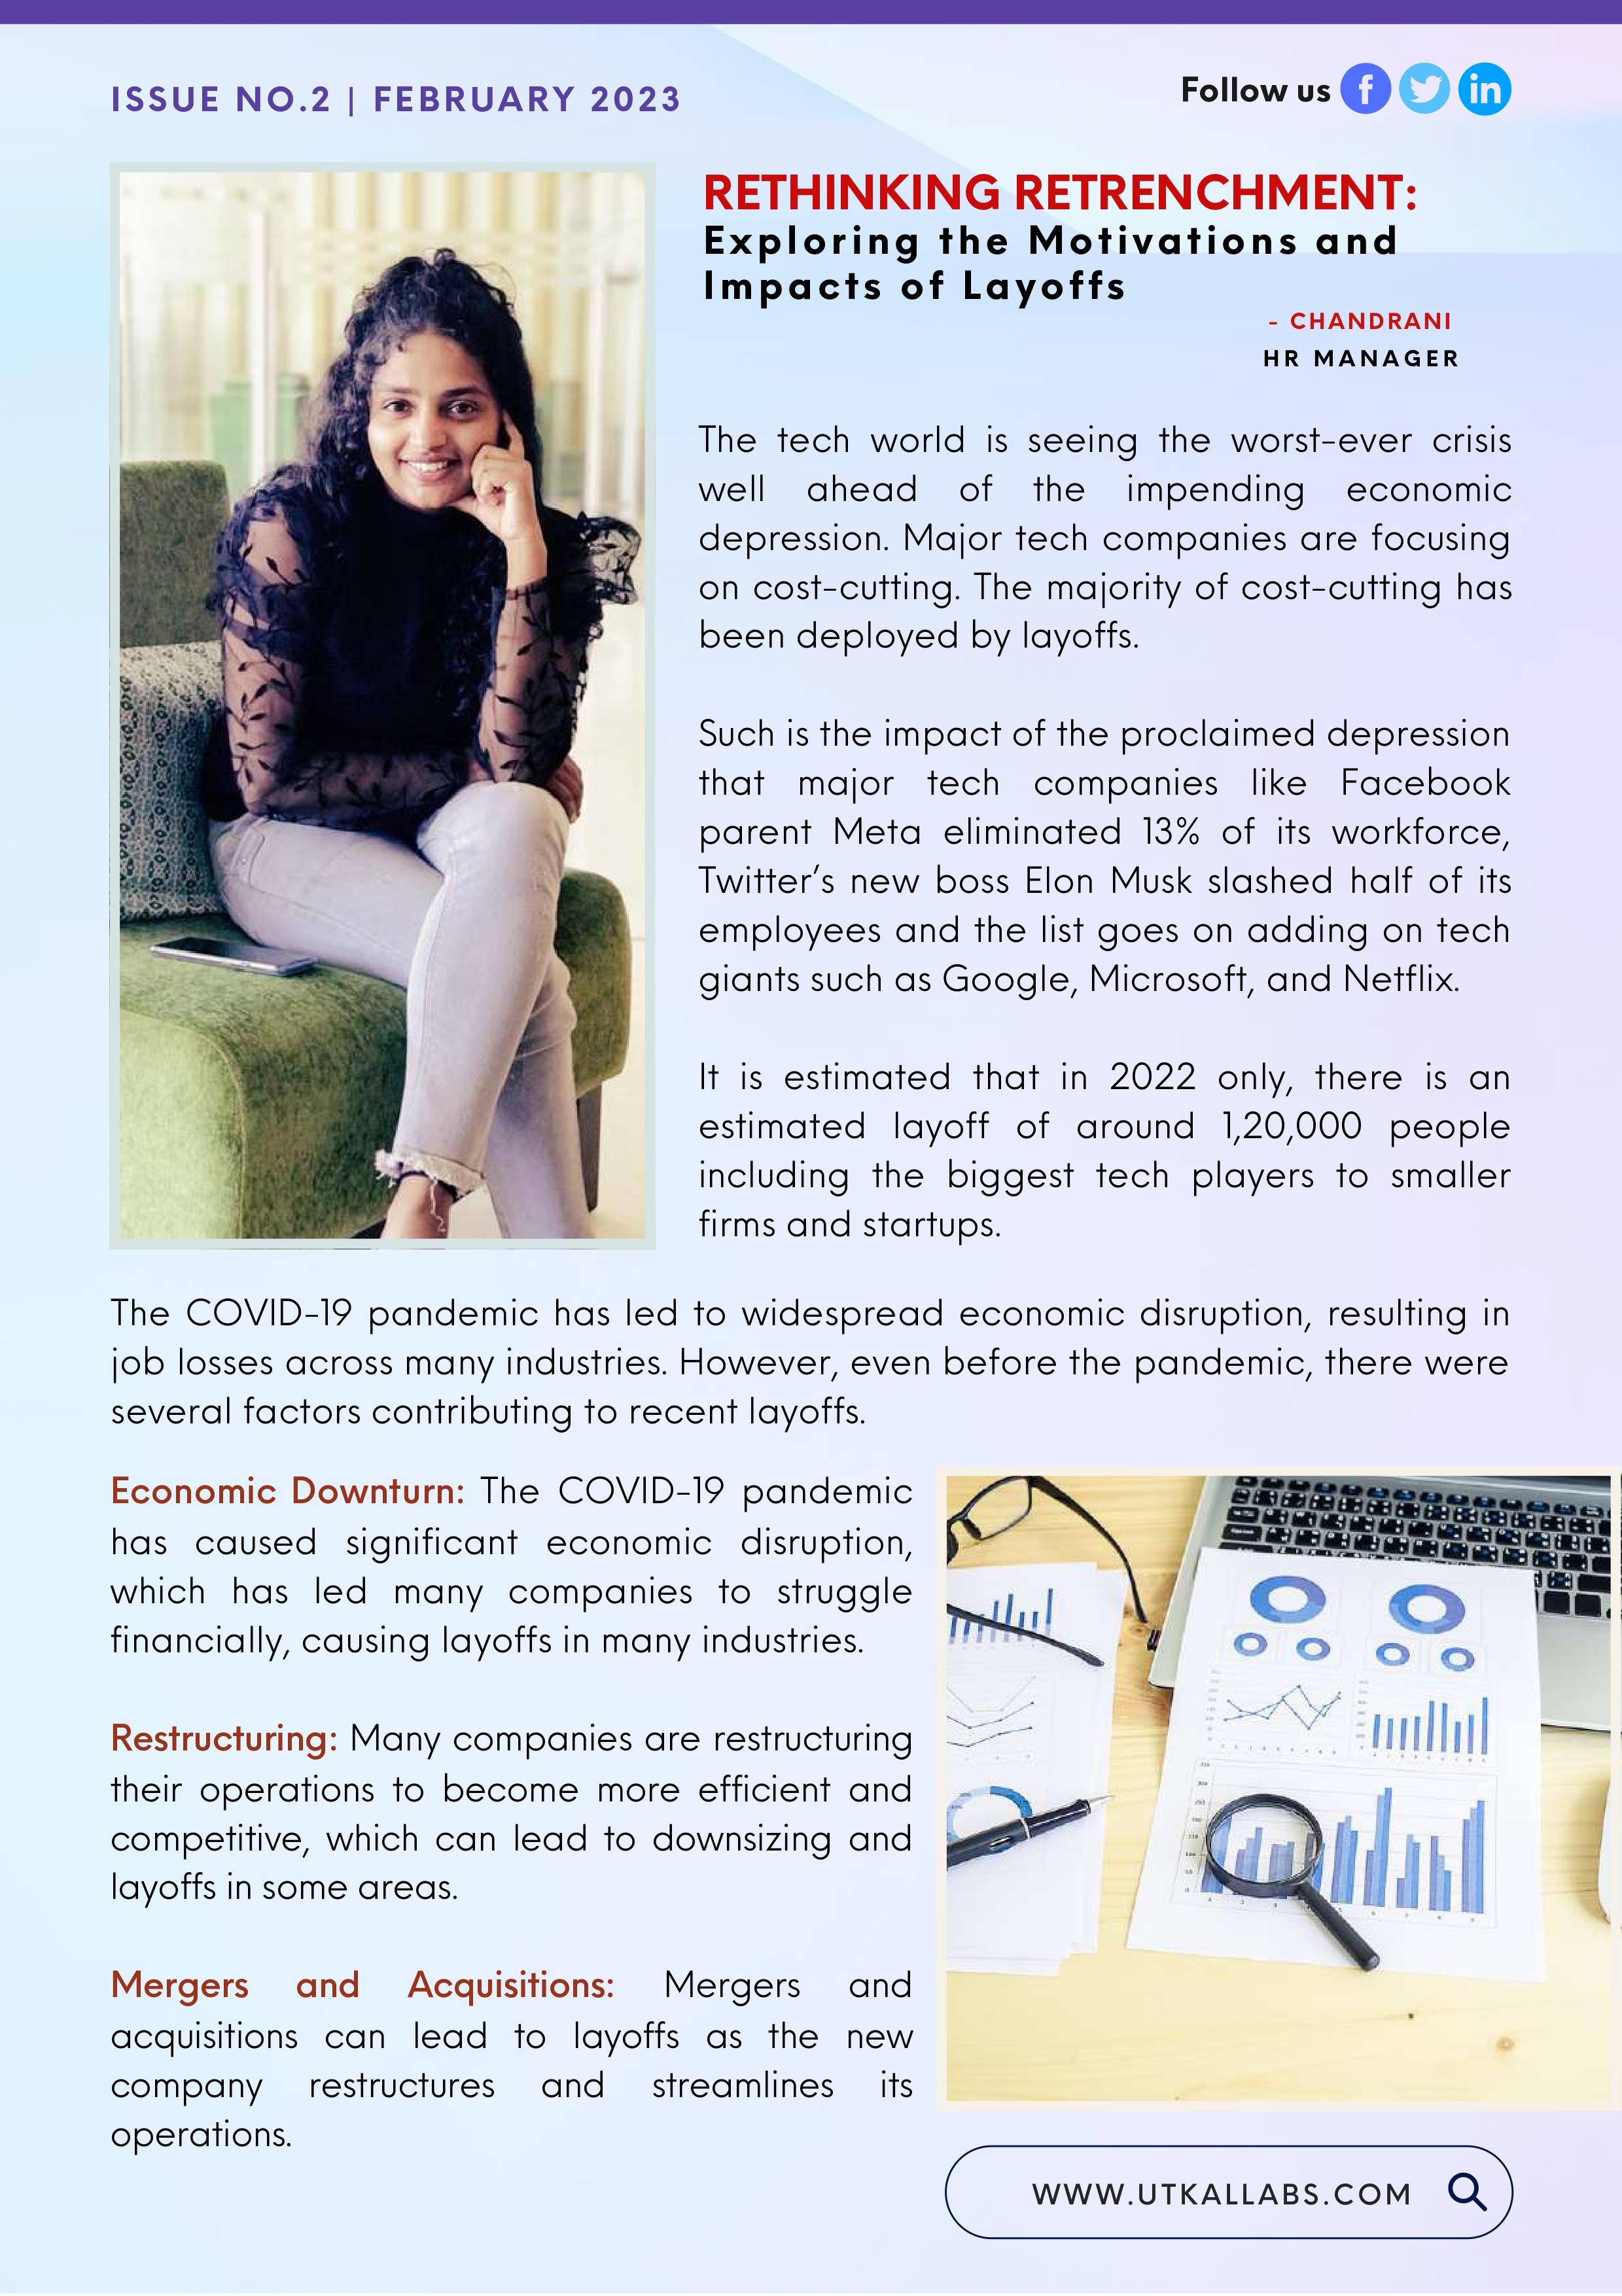 ISSUE NO.2 | FEBRUARY 2023
Follow us
RETHINKING RETRENCHMENT:
Exploring the Motivations and
Impacts of Layoffs
- CHANDRANI
HR MANAGER
The tech world is seeing the worst-ever crisis
well ahead of the impending economic
depression. Major tech companies are focusing
on cost-cutting. The majority of cost-cutting has
been deployed by layoffs.
Such is the impact of the proclaimed depression
that major tech companies like Facebook
parent Meta eliminated 13% of its workforce,
Twitter's new boss Elon Musk slashed half of its
employees and the list goes on adding on tech
giants such as Google, Microsoft, and Netflix.
It is estimated that in 2022 only, there is an
estimated layoff of around 1,20,000 people
including the biggest tech players to smaller
firms and startups.
The COVID-19 pandemic has led to widespread economic disruption, resulting in
job losses across many industries. However, even before the pandemic, there were
several factors contributing to recent layoffs.
Economic Downturn: The COVID-19 pandemic
has caused significant economic disruption,
which has led many companies to struggle
financially, causing layoffs in many industries.
Restructuring: Many companies are restructuring
their operations to become more efficient and
competitive, which can lead to downsizing and
layoffs in some areas.
Mergers and Acquisitions: Mergers and
acquisitions can lead to layoffs as the new
company restructures and streamlines its
operations.
WWW.UTKALLABS.COM